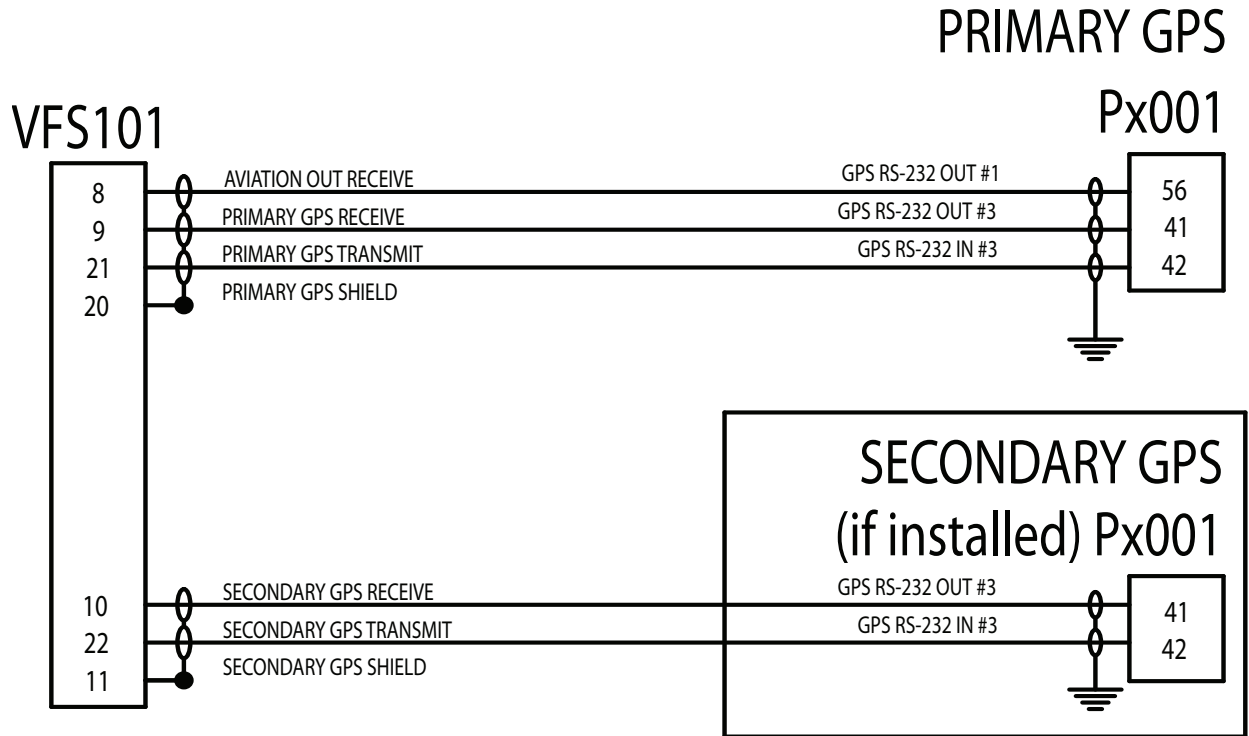 PRIMARY GPS
Px001
VFS101
8 AVIATION OUT RECEIVE GPS RS-232 OUT #1 56
9 PRIMARY GPS RECEIVE GPS RS-232 OUT #3 41
21 PRIMARY GPS TRANSMIT GPS RS-232 IN #3 42
20 PRIMARY GPS SHIELD
SECONDARY GPS
(if installed) Px001
10 SECONDARY GPS RECEIVE GPS RS-232 OUT #3 41
22 SECONDARY GPS TRANSMIT GPS RS-232 IN #3 42
11 SECONDARY GPS SHIELD